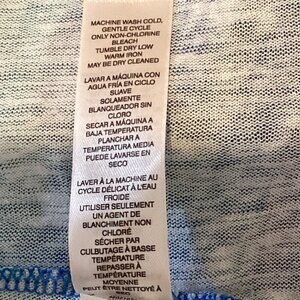 MACHINE WASH COLD,
GENTLE CYCLE
ONLY NON-CHLORINE
BLEACH
TUMBLE DRY LOW
WARM IRON
MAY BE DRY CLEANED
LAVAR A MÁQUINA CON
AGUA FRÍA EN CICLO
SUAVE
SOLAMENTE
BLANQUEADOR SIN
CLORO
SECAR A MÁQUINA A
BAJA TEMPERATURA
PLANCHAR A
TEMPERATURA MEDIA
PUEDE LAVARSE EN
SECO
LAVER À LA MACHINE AU
CYCLE DÉLICAT À L'EAU
FROIDE
UTILISER SEULEMENT
UN AGENT DE
BLANCHIMENT NON
CHLORÉ
SÉCHER PAR
CULBUTAGE À BASSE
TEMPÉRATURE
REPASSER À
TEMPÉRATURE
MOYENNE
PEUT ÊTRE NETTOYÉ À